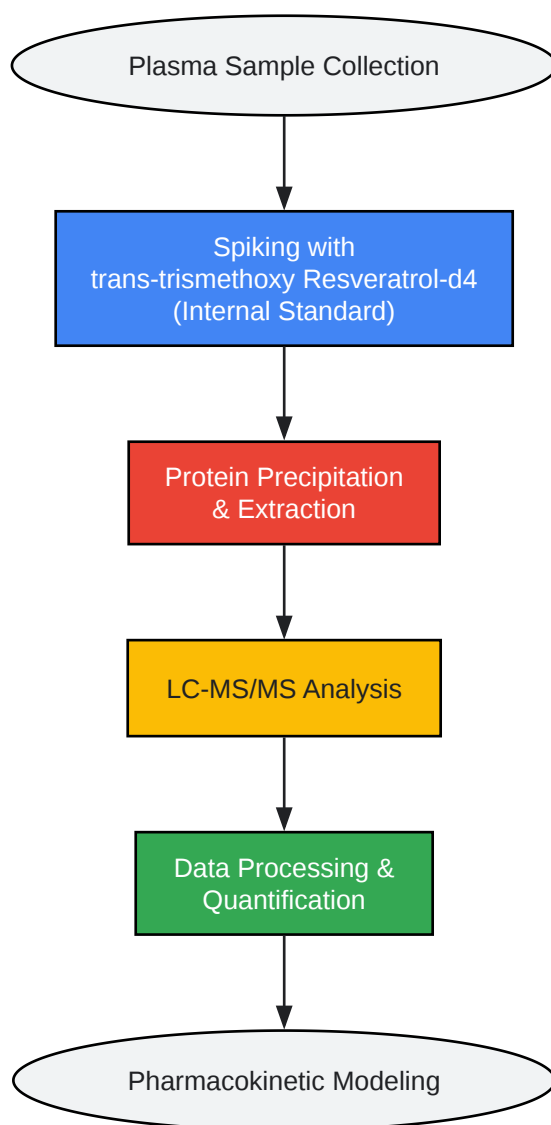 Plasma Sample Collection
Spiking with
trans-trismethoxy Resveratrol-d4
(Internal Standard)
Protein Precipitation
& Extraction
LC-MS/MS Analysis
Data Processing &
Quantification
Pharmacokinetic Modeling